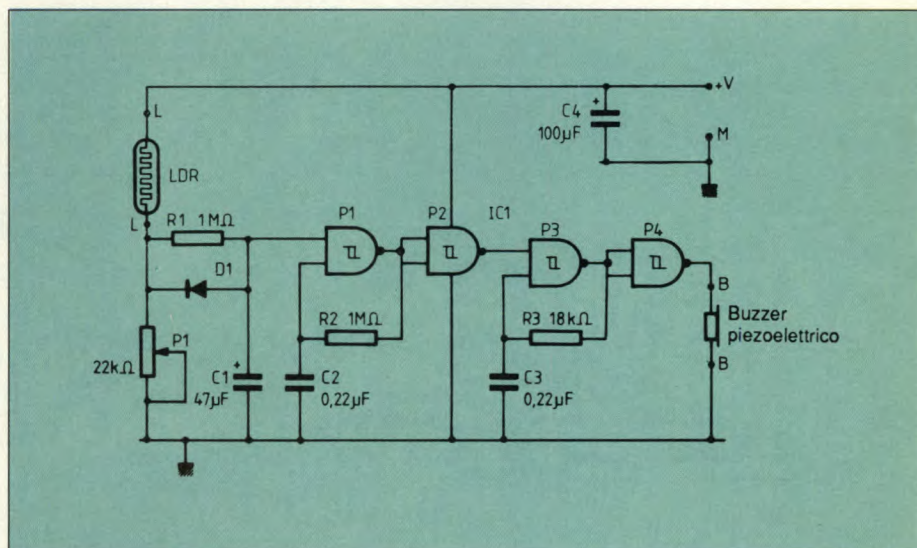 L
LDR
L
R1 1MΩ
D1
P1
22kΩ
C1
47µF
P1
R2 1MΩ
C2
0,22µF
P2
IC1
P3
R3 18kΩ
C3
0,22µF
P4
C4
100µF
+V
M
B
Buzzer
piezoelettrico
B
+
+